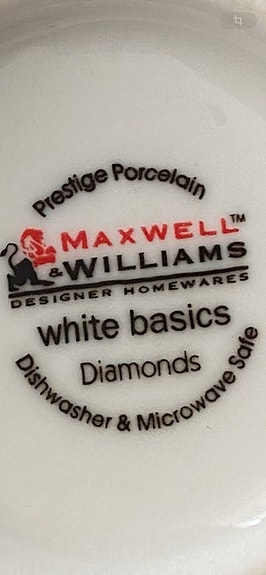 Prestige Porcelain
MAXWELL™
&WILLIAMS
DESIGNER HOMEWARES
white basics
Diamonds
Dishwasher & Microwave Safe